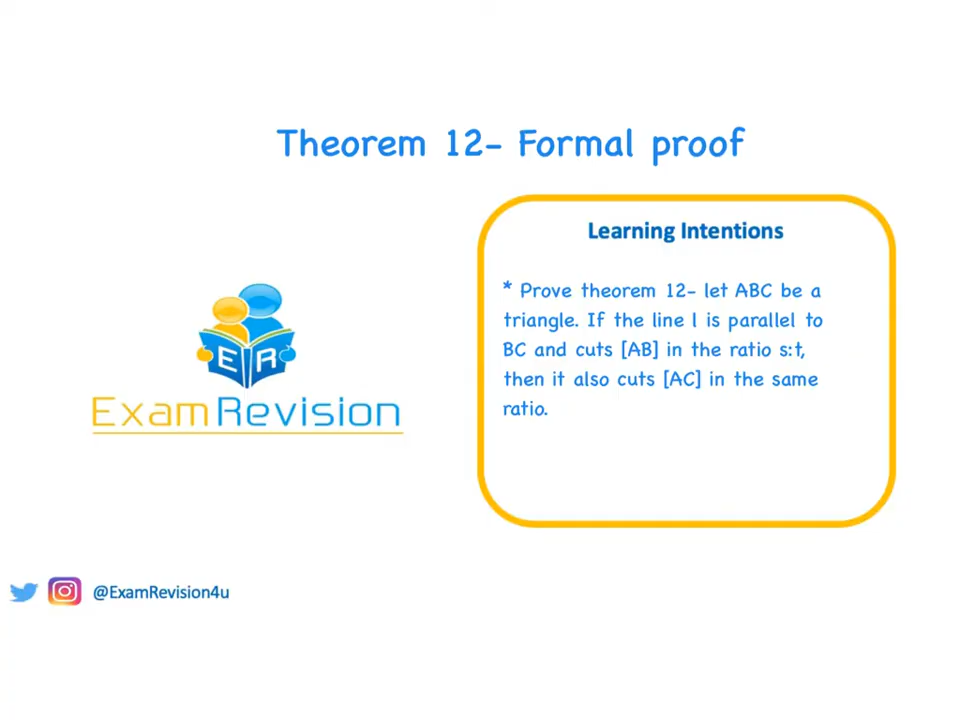 Theorem 12- Formal proof
Learning Intentions
* Prove theorem 12- let ABC be a
triangle. If the line l is parallel to
BC and cuts [AB] in the ratio s:t,
then it also cuts [AC] in the same
ratio.
E R
ExamRevision
@ExamRevision4u